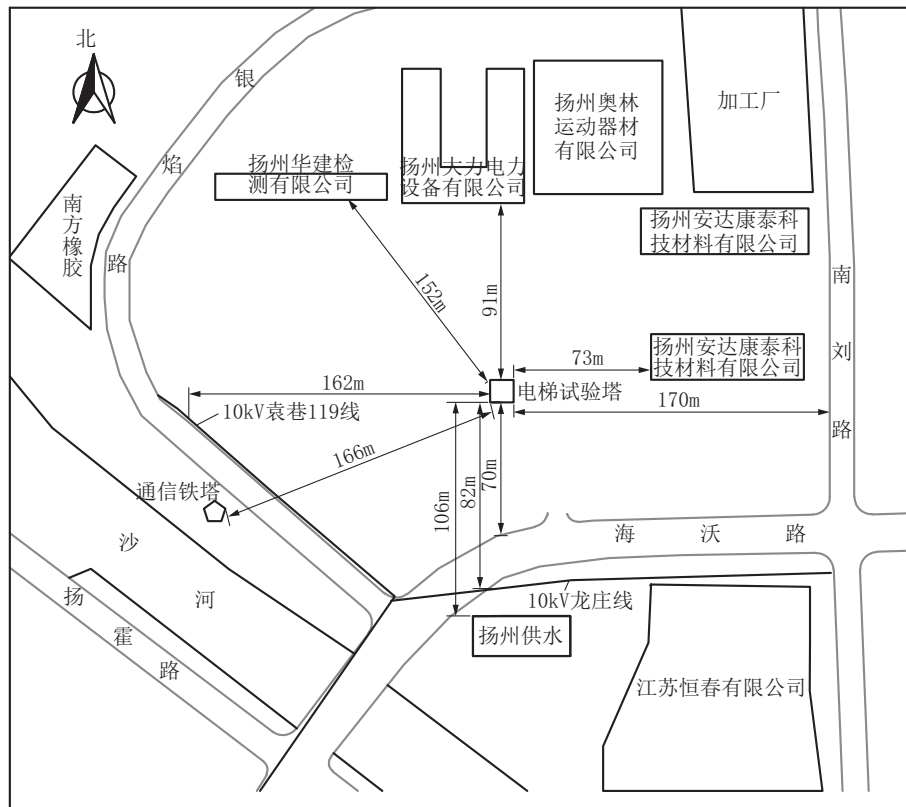 北
银
焰
路
扬州华建检
测有限公司
扬州大力电力
设备有限公司
扬州奥林
运动器材
有限公司
加工厂
南方橡胶
扬州安达康泰科
技材料有限公司
南
刘
路
152m
91m
73m
扬州安达康泰科
技材料有限公司
162m
电梯试验塔
170m
10kV袁巷119线
166m
106m
82m
70m
通信铁塔
海沃路
沙
河
扬
霍
路
10kV龙庄线
扬州供水
江苏恒春有限公司